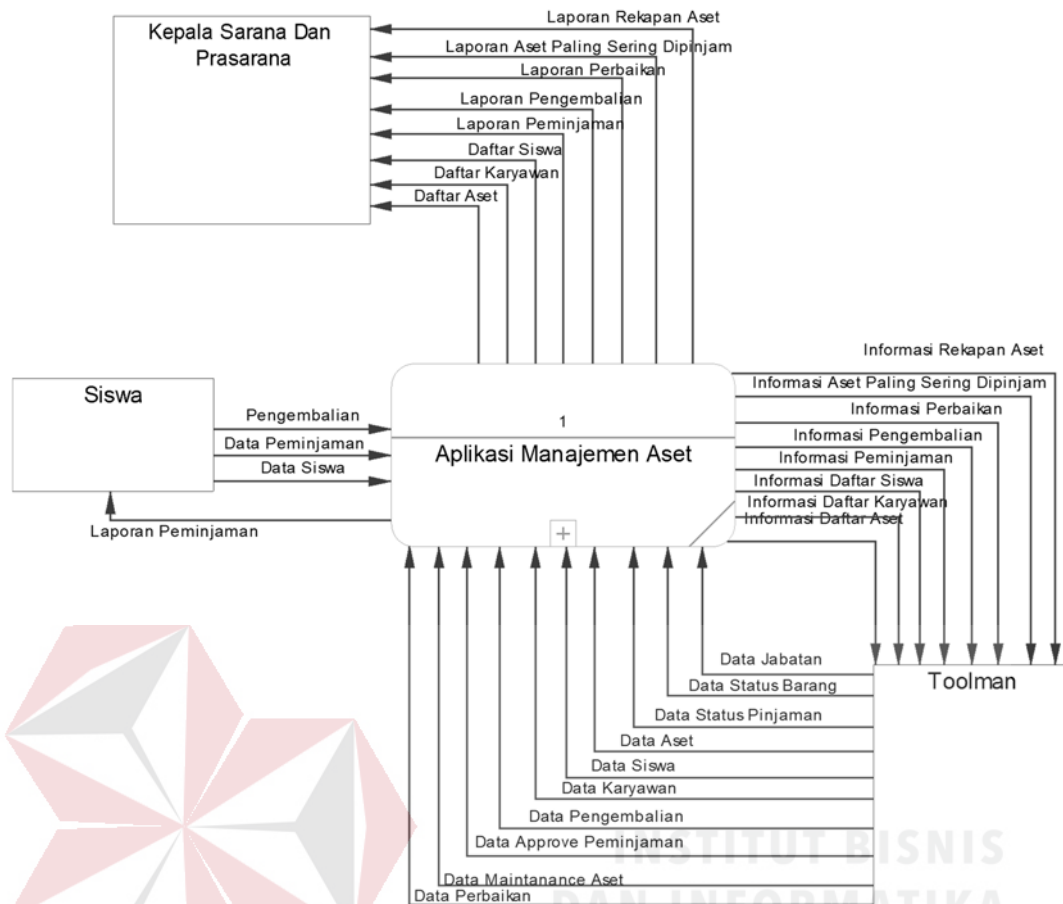 Laporan Rekapan Aset
Kepala Sarana Dan
Prasarana
Laporan Aset Paling Sering Dipinjam
Laporan Perbaikan
Laporan Pengembalian
Laporan Peminjaman
Daftar Siswa
Daftar Karyawan
Daftar Aset
Siswa
Pengembalian
Data Peminjaman
Data Siswa
Laporan Peminjaman
1
Aplikasi Manajemen Aset
Informasi Rekapan Aset
Informasi Aset Paling Sering Dipinjam
Informasi Perbaikan
Informasi Pengembalian
Informasi Peminjaman
Informasi Daftar Siswa
Informasi Daftar Karyawan
Informasi Daftar Aset
Toolman
Data Jabatan
Data Status Barang
Data Status Pinjaman
Data Aset
Data Siswa
Data Karyawan
Data Pengembalian
Data Approve Peminjaman
Data Maintanance Aset
Data Perbaikan
INSTITUT BISNIS
DAN INFORMATIKA